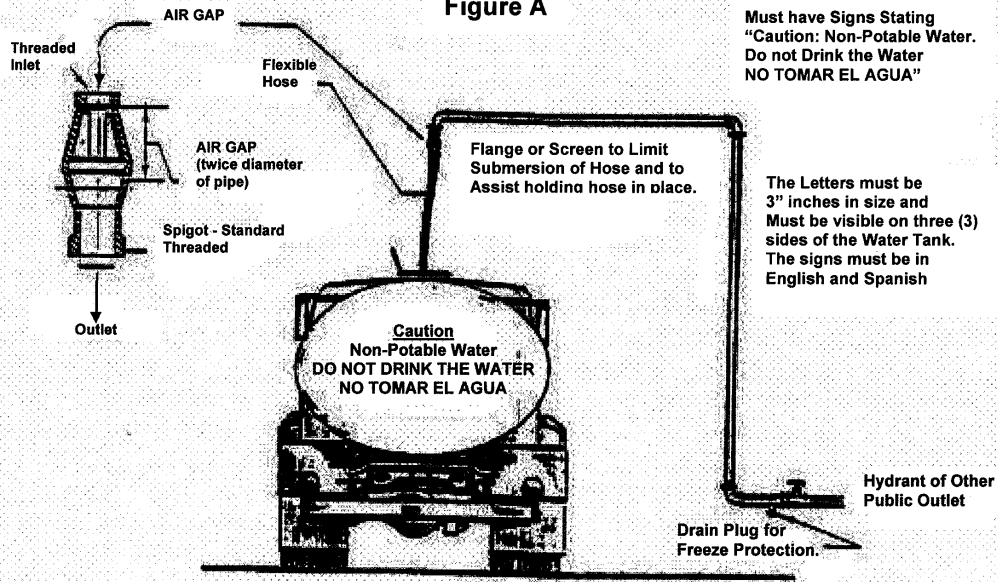 Figure A
AIR GAP
Threaded
Inlet
Flexible
Hose
AIR GAP
(twice diameter
of pipe)
Spigot - Standard
Threaded
Outlet
Must have Signs Stating
“Caution: Non-Potable Water.
Do not Drink the Water
NO TOMAR EL AGUA”
Flange or Screen to Limit
Submersion of Hose and to
Assist holding hose in place.
The Letters must be
3” inches in size and
Must be visible on three (3)
sides of the Water Tank.
The signs must be in
English and Spanish
Caution
Non-Potable Water
DO NOT DRINK THE WATER
NO TOMAR EL AGUA
Hydrant of Other
Public Outlet
Drain Plug for
Freeze Protection.